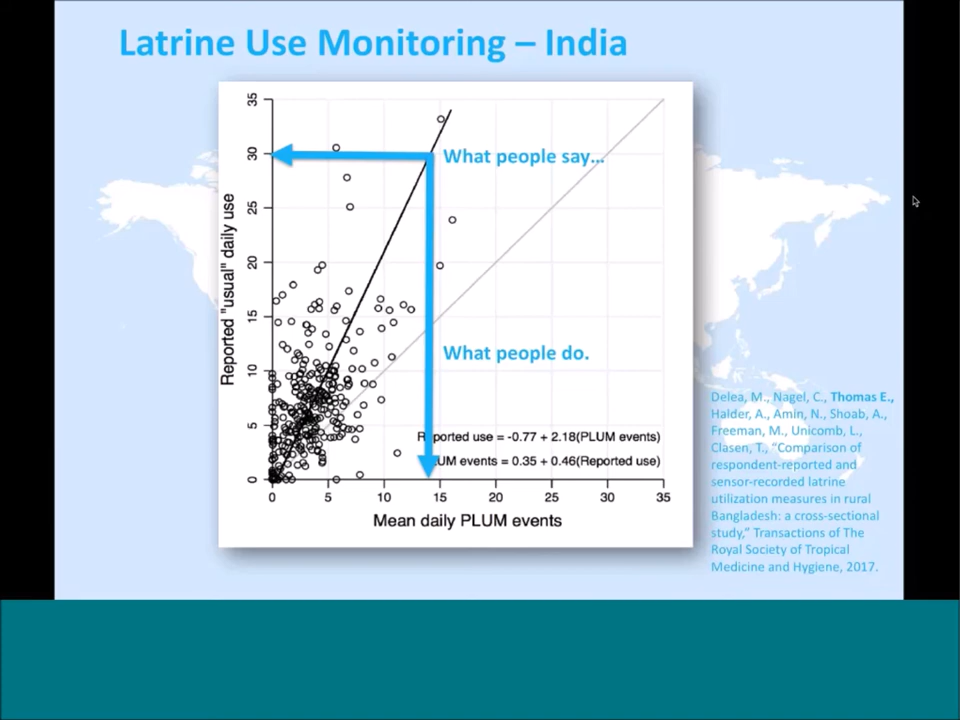 Latrine Use Monitoring – India
35
30
25
20
15
10
5
0
Reported "usual" daily use
What people say...
What people do.
Reported use = -0.77 + 2.18(PLUM events)
UM events = 0.35 + 0.46(Reported use)
0 5 10 15 20 25 30 35
Mean daily PLUM events
Delea, M., Nagel, C., Thomas E.,
Halder, A., Amin, N., Shoab, A.,
Freeman, M., Unicomb, L.,
Clasen, T., "Comparison of
respondent-reported and
sensor-recorded latrine
utilization measures in rural
Bangladesh: a cross-sectional
study," Transactions of The
Royal Society of Tropical
Medicine and Hygiene, 2017.